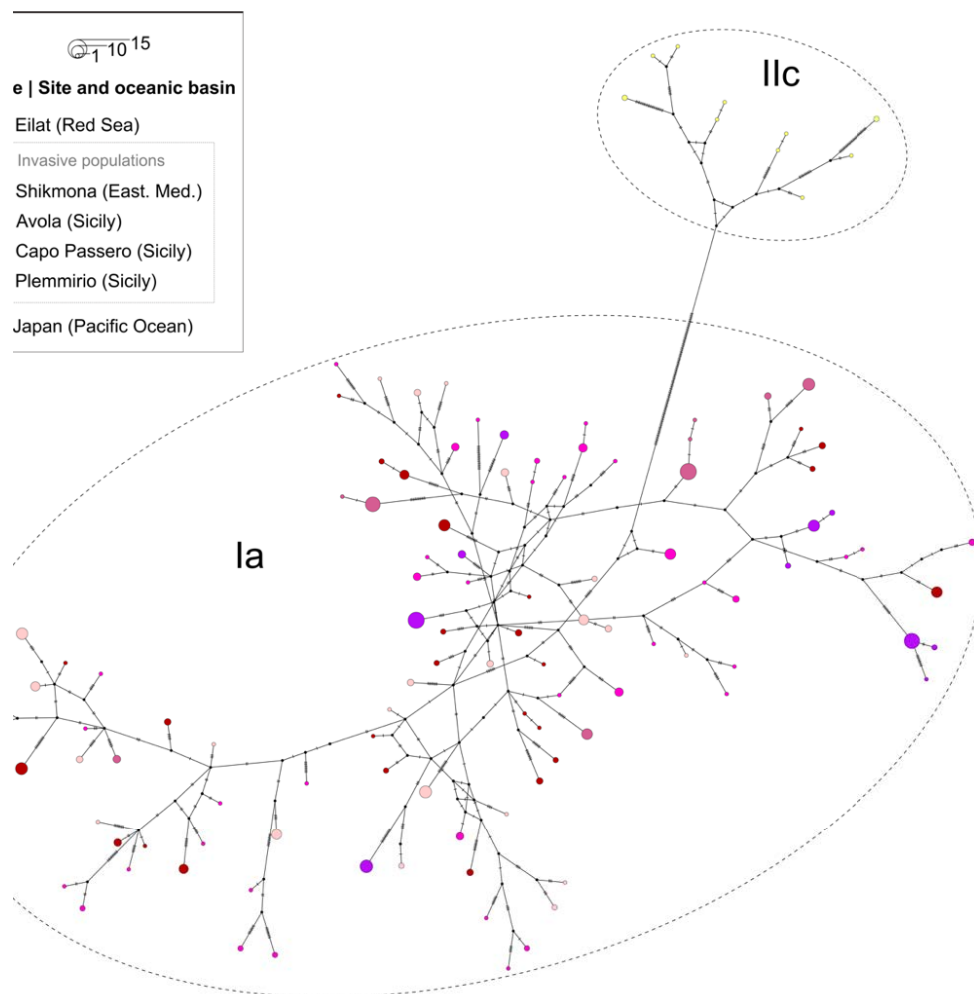 1 10 15
e | Site and oceanic basin
Eilat (Red Sea)
Invasive populations
Shikmona (East. Med.)
Avola (Sicily)
Capo Passero (Sicily)
Plemmirio (Sicily)
Japan (Pacific Ocean)
IIc
Ia